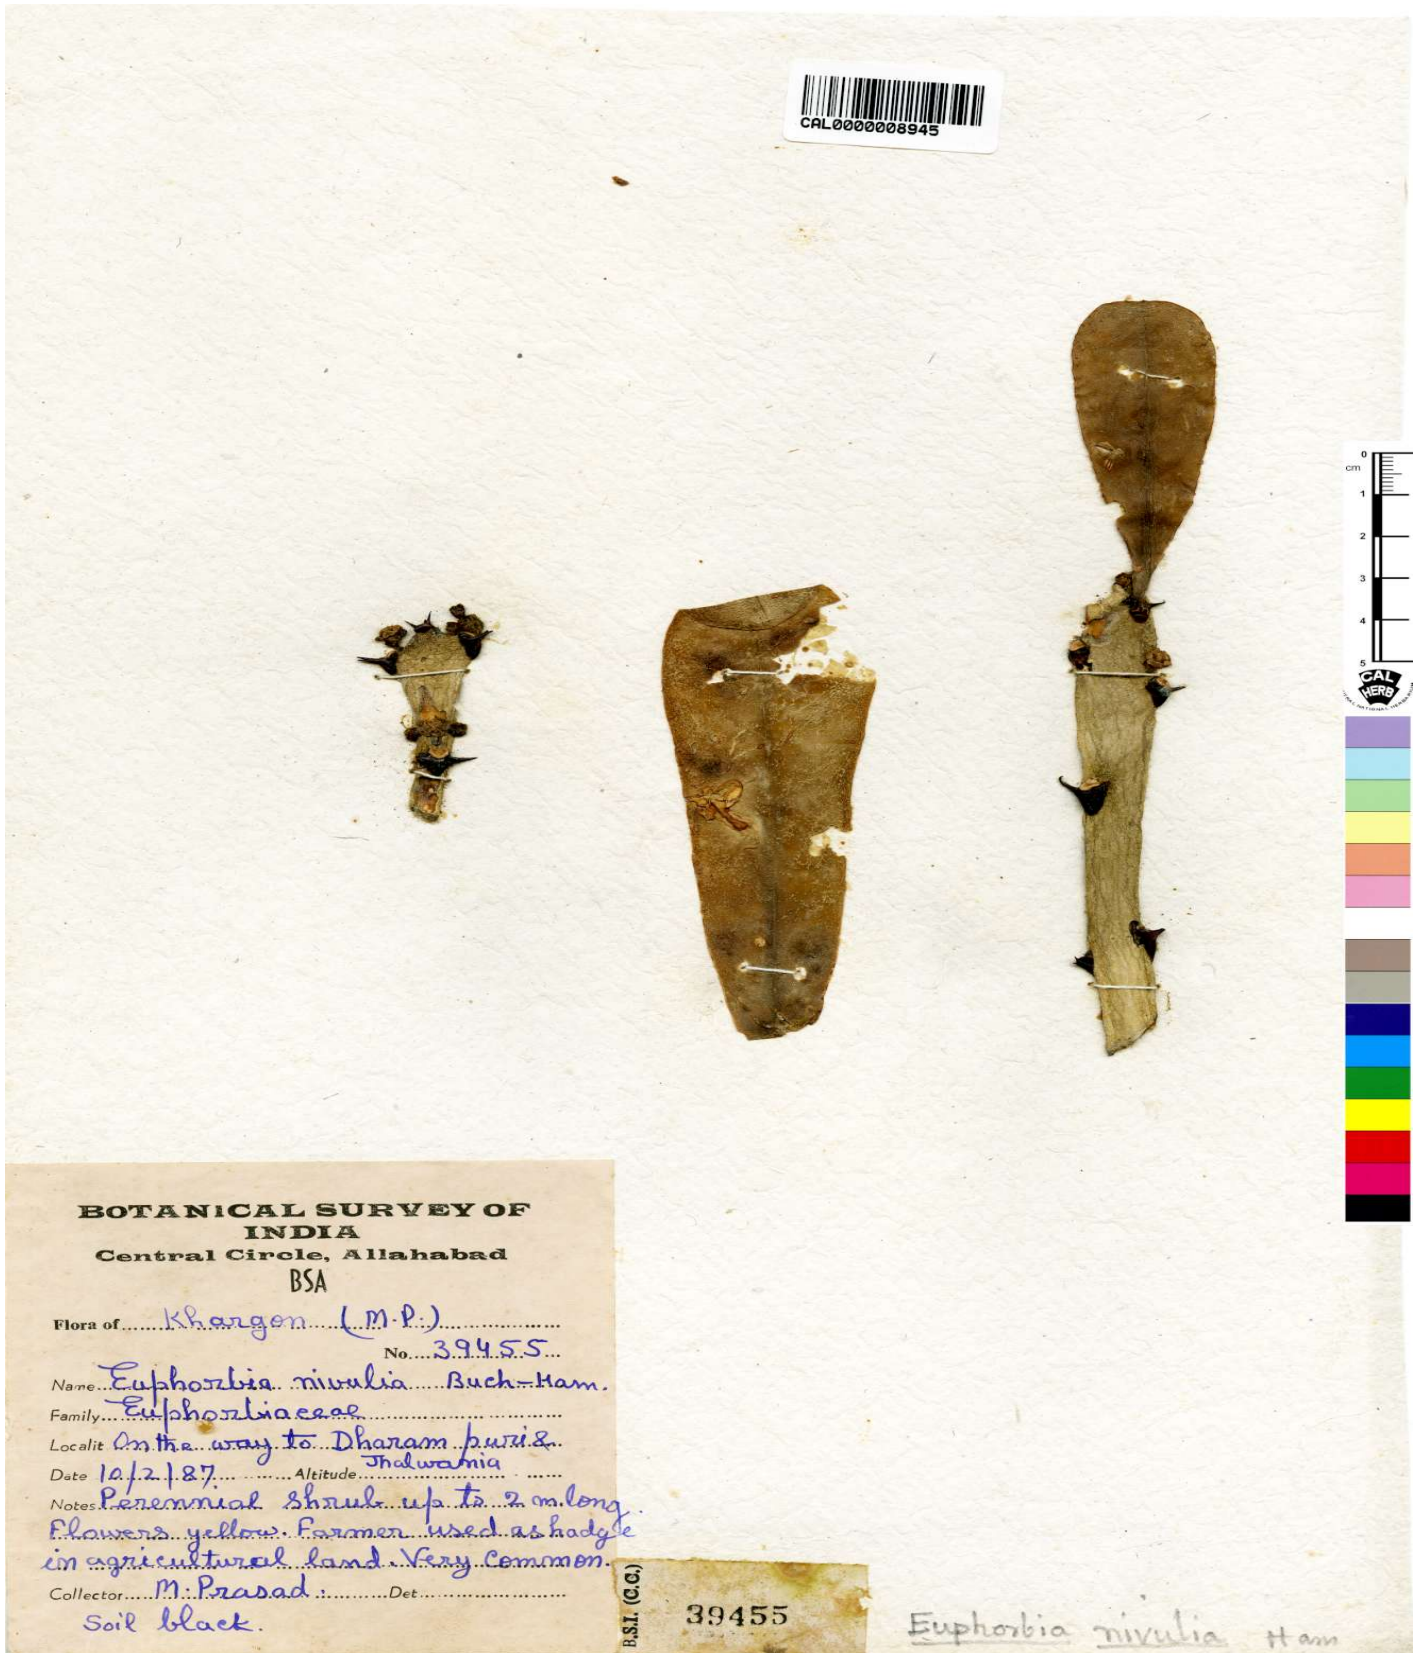 CAL0000008945
0
cm
1
2
3
4
5
CAL
HERB
BOTANICAL SURVEY OF
INDIA
Central Circle, Allahabad
BSA
Flora of Khargon (M.P.)
No. 39455
Name Euphorbia nivulia Buch-Ham.
Family Euphorbiaceae
Localit On the way to Dharam puri &
Date 10/2/87 Altitude Jhalwania
Notes Perennial shrub up to 2 m. long.
Flowers yellow. Farmer used as hadge
in agricultural land. Very common.
Collector M. Prasad. Det
Soil black.
B.S.I. (C.C.)
39455
Euphorbia nivulia Ham